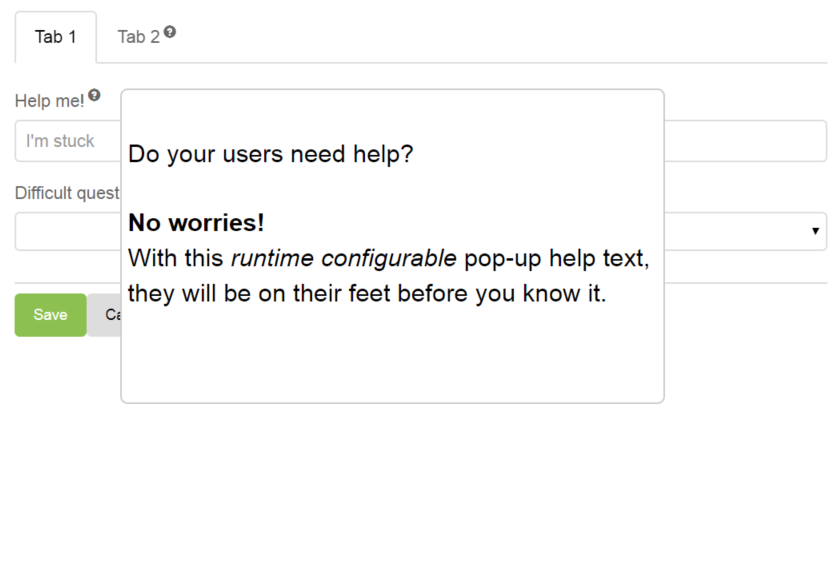 Tab 1 Tab 2
Help me!
I'm stuck
Do your users need help?
Difficult quest
No worries!
With this runtime configurable pop-up help text,
they will be on their feet before you know it.
Save